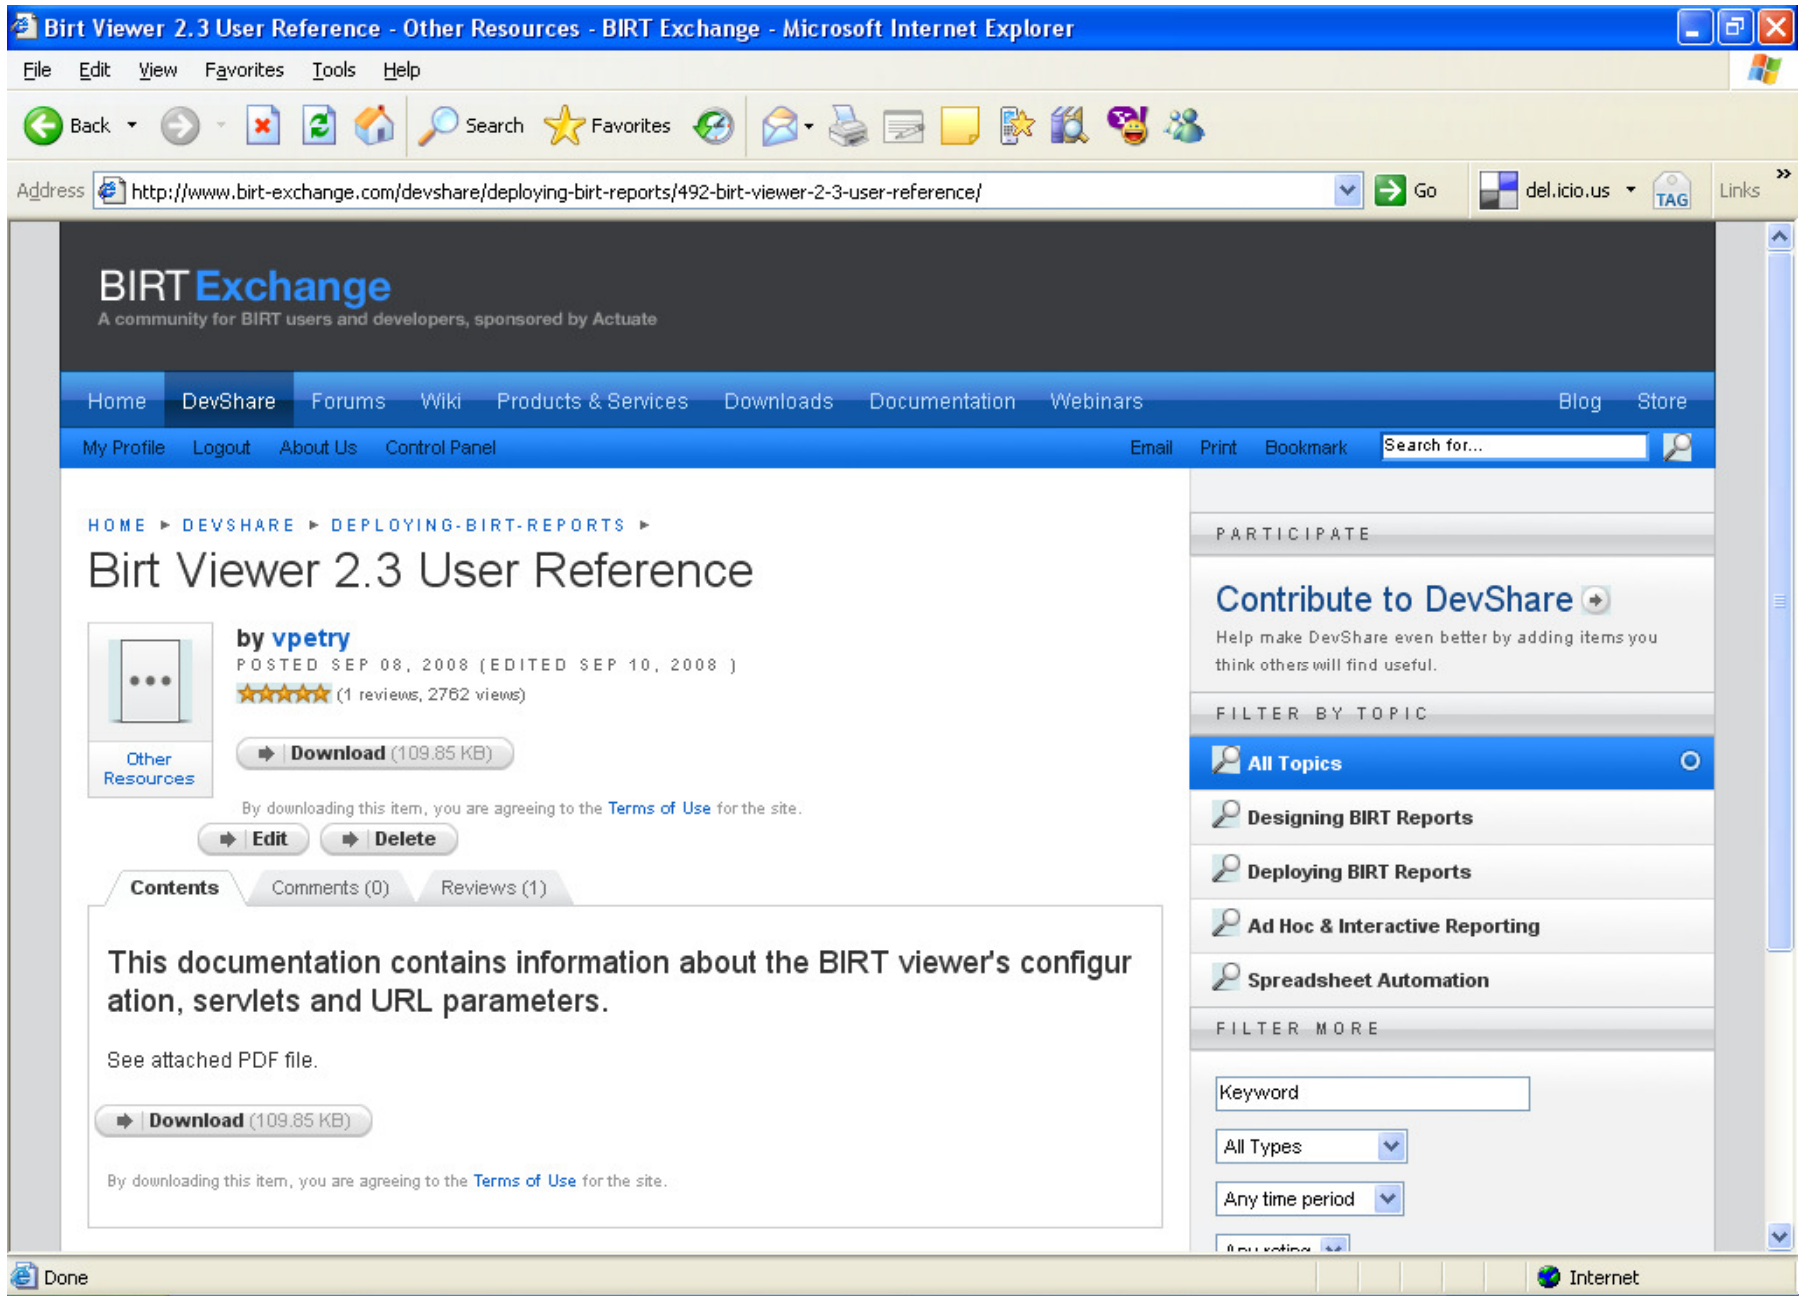 Birt Viewer 2.3 User Reference - Other Resources - BIRT Exchange - Microsoft Internet Explorer
File Edit View Favorites Tools Help
Back Search Favorites
Address http://www.birt-exchange.com/devshare/deploying-birt-reports/492-birt-viewer-2-3-user-reference/ Go del.icio.us TAG Links »
BIRT Exchange
A community for BIRT users and developers, sponsored by Actuate
Home DevShare Forums Wiki Products & Services Downloads Documentation Webinars Blog Store
My Profile Logout About Us Control Panel Email Print Bookmark Search for...
HOME ▶ DEVSHARE ▶ DEPLOYING-BIRT-REPORTS ▶
Birt Viewer 2.3 User Reference
by vpetry
POSTED SEP 08, 2008 (EDITED SEP 10, 2008 )
(1 reviews, 2762 views)
Other
Resources
Download (109.85 KB)
By downloading this item, you are agreeing to the Terms of Use for the site.
Edit Delete
Contents Comments (0) Reviews (1)
This documentation contains information about the BIRT viewer's configur
ation, servlets and URL parameters.
See attached PDF file.
Download (109.85 KB)
By downloading this item, you are agreeing to the Terms of Use for the site.
PARTICIPATE
Contribute to DevShare
Help make DevShare even better by adding items you
think others will find useful.
FILTER BY TOPIC
All Topics
Designing BIRT Reports
Deploying BIRT Reports
Ad Hoc & Interactive Reporting
Spreadsheet Automation
FILTER MORE
Keyword
All Types
Any time period
Any rating
Done Internet